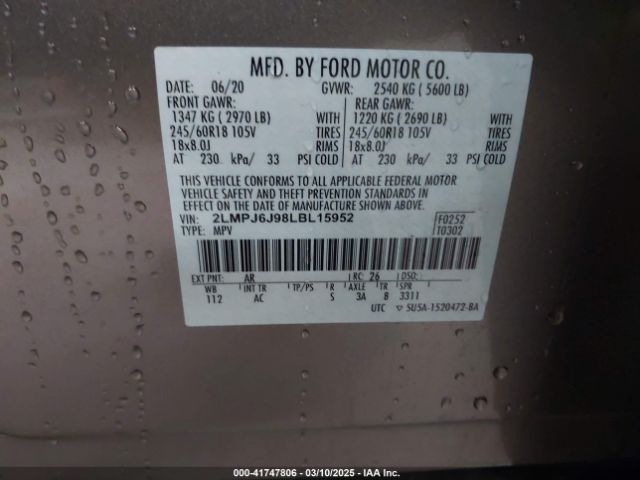 MFD. BY FORD MOTOR CO.
DATE: 06/20 GVWR: 2540 KG ( 5600 LB)
FRONT GAWR: REAR GAWR:
1347 KG ( 2970 LB) WITH 1220 KG ( 2690 LB) WITH
245/60R18 105V TIRES 245/60R18 105V TIRES
18x8.0J RIMS 18x8.0J RIMS
AT 230 kPa/ 33 PSI COLD AT 230 kPa/ 33 PSI COLD
THIS VEHICLE CONFORMS TO ALL APPLICABLE FEDERAL MOTOR
VEHICLE SAFETY AND THEFT PREVENTION STANDARDS IN
EFFECT ON THE DATE OF MANUFACTURE SHOWN ABOVE.
VIN: 2LMPJ6J98LBL15952 F0252
TYPE: MPV T0302
EXT PNT: AR RC: 26 DSO:
WB INT TR TP/PS R AXLE TR SPR
112 AC S 3A 8 3311
UTC ▽ 5U5A-1520472-BA
000-41747806 - 03/10/2025 - IAA Inc.